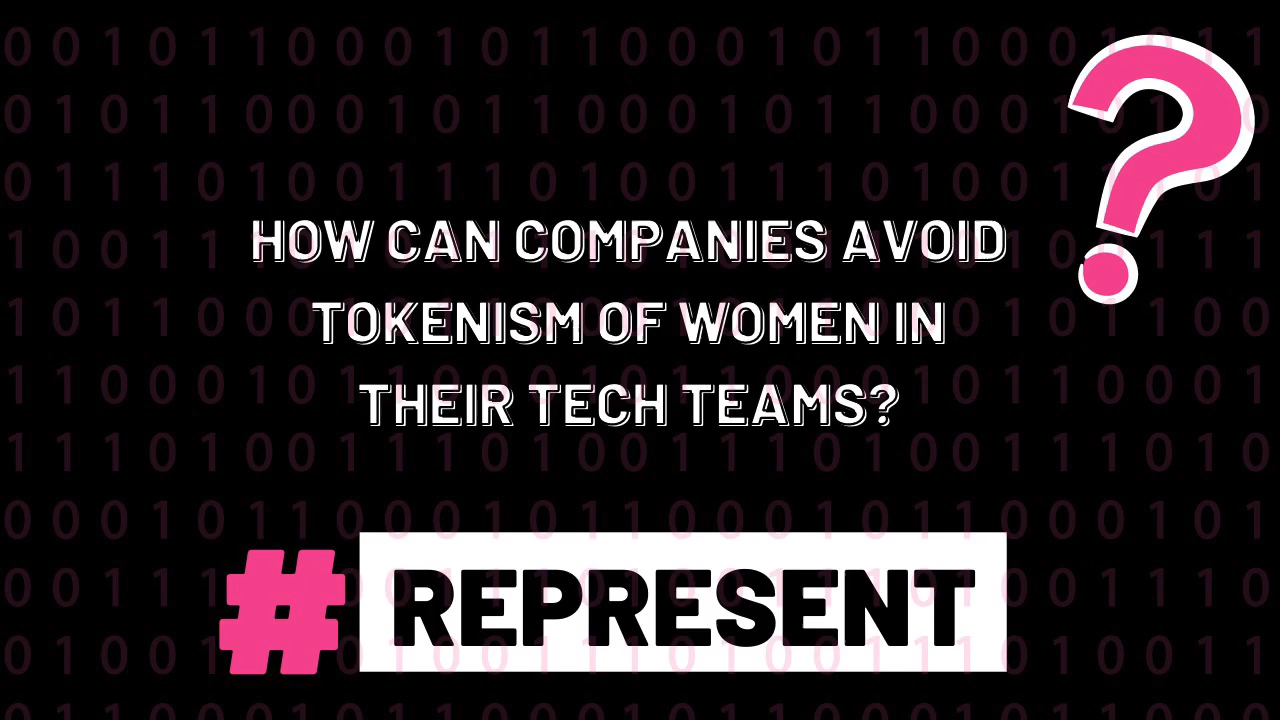 HOW CAN COMPANIES AVOID
TOKENISM OF WOMEN IN
THEIR TECH TEAMS?
#REPRESENT